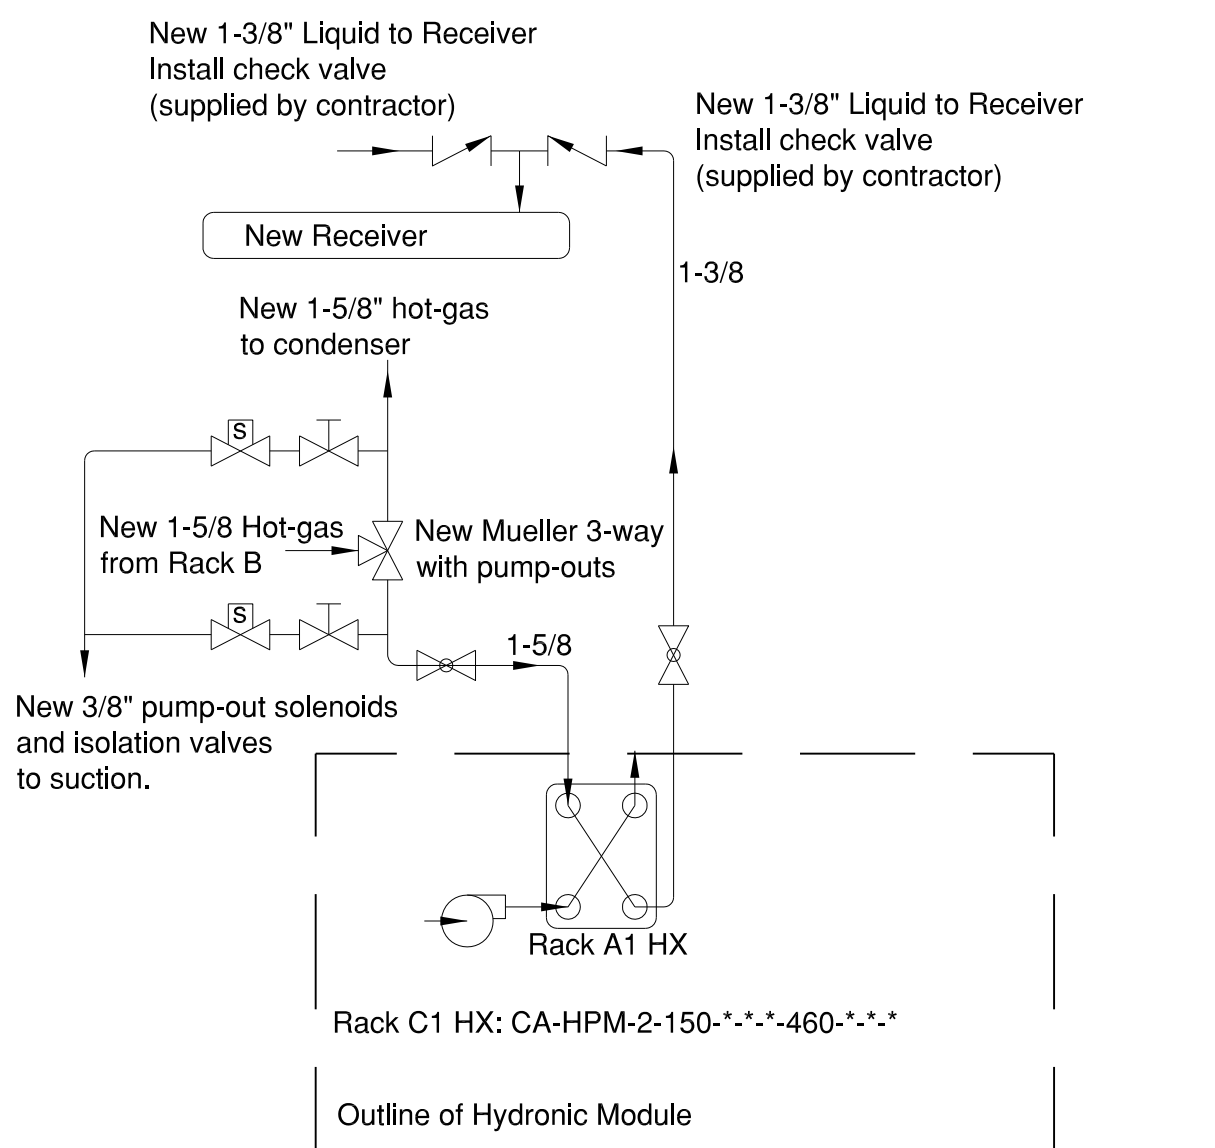 New 1-3/8" Liquid to Receiver
Install check valve
(supplied by contractor)
New 1-3/8" Liquid to Receiver
Install check valve
(supplied by contractor)
New Receiver
1-3/8
New 1-5/8" hot-gas
to condenser
S
New 1-5/8 Hot-gas
from Rack B
New Mueller 3-way
with pump-outs
S
1-5/8
New 3/8" pump-out solenoids
and isolation valves
to suction.
Rack A1 HX
Rack C1 HX: CA-HPM-2-150-*-*-*-460-*-*-*
Outline of Hydronic Module